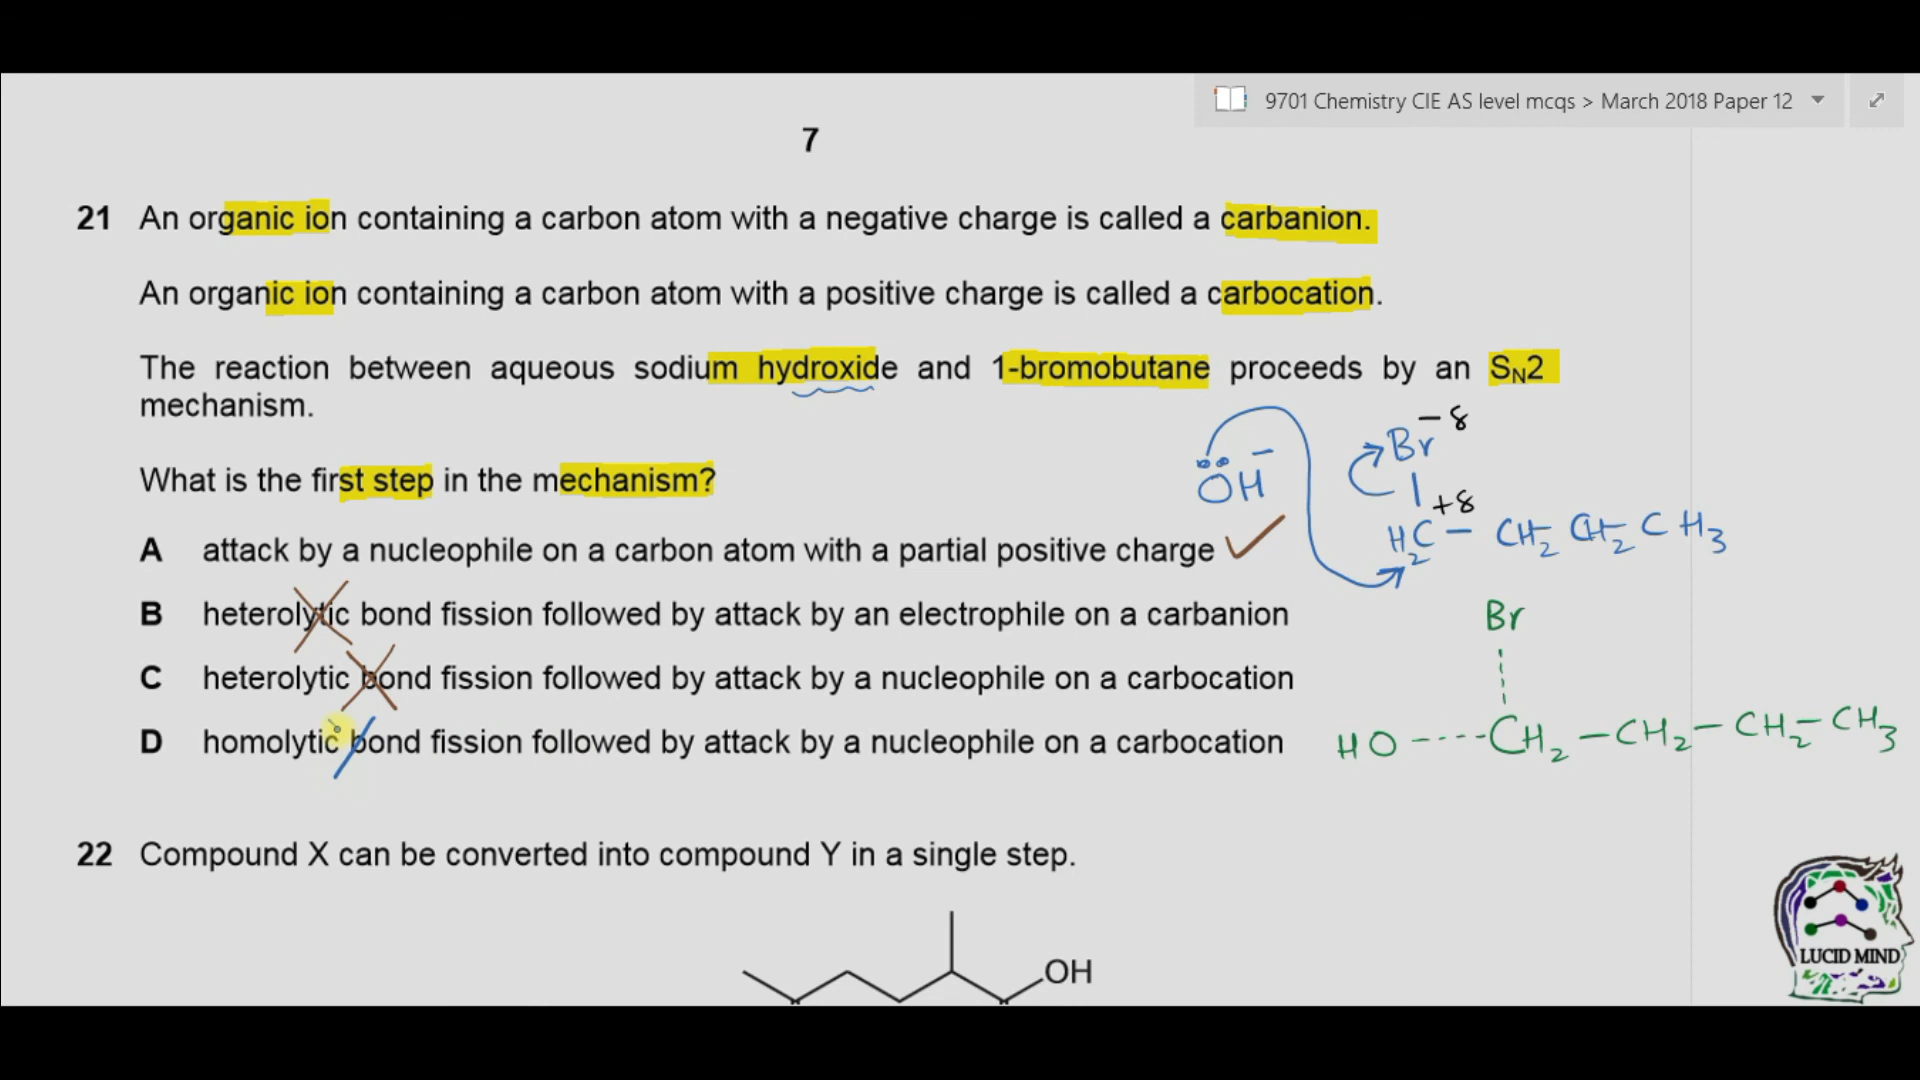 9701 Chemistry CIE AS level mcqs > March 2018 Paper 12
7
21 An organic ion containing a carbon atom with a negative charge is called a carbanion.
An organic ion containing a carbon atom with a positive charge is called a carbocation.
The reaction between aqueous sodium hydroxide and 1-bromobutane proceeds by an SN2
mechanism.
What is the first step in the mechanism?
Br – 8
OH –
+8
H2C – CH2 CH2 CH3
A attack by a nucleophile on a carbon atom with a partial positive charge
B heterolytic bond fission followed by attack by an electrophile on a carbanion
Br
C heterolytic bond fission followed by attack by a nucleophile on a carbocation
D homolytic bond fission followed by attack by a nucleophile on a carbocation
HO ---- CH2 – CH2 – CH2 – CH3
22 Compound X can be converted into compound Y in a single step.
OH
LUCID MIND